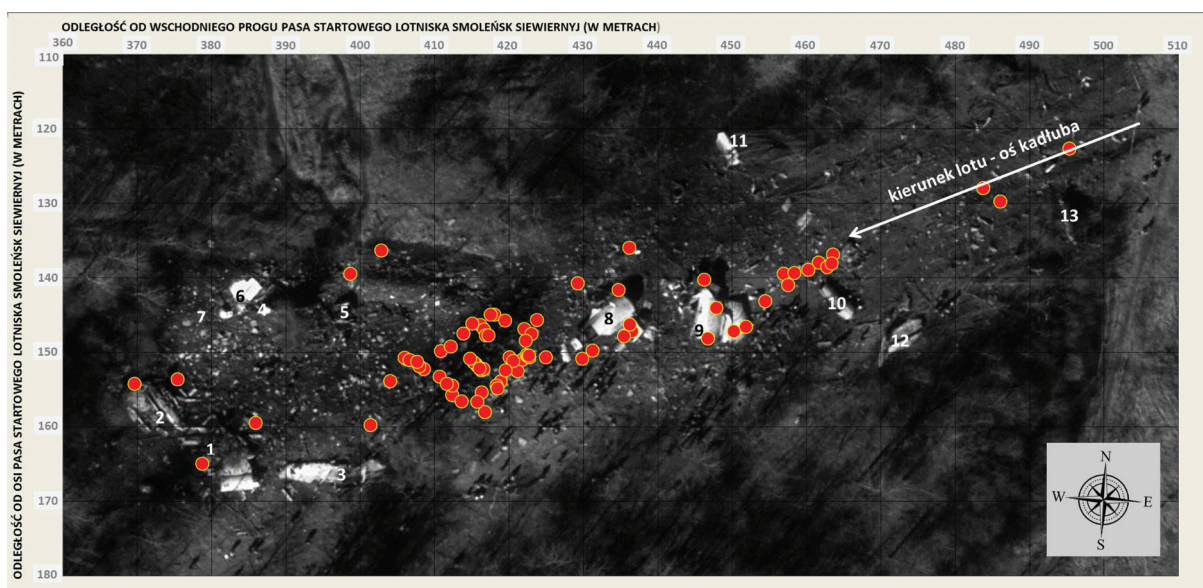 ODLEGŁOŚĆ OD WSCHODNIEGO PROGU PASA STARTOWEGO LOTNISKA SMOLEŃSK SIEWIERNYJ (W METRACH)
360 370 380 390 400 410 420 430 440 450 460 470 480 490 500 510
ODLEGŁOŚĆ OD OSI PASA STARTOWEGO LOTNISKA SMOLEŃSK SIEWIERNYJ (W METRACH)
110
120
11
kierunek lotu - oś kadłuba
130
13
140
6
7
4
5
8
9
10
12
150
2
160
1
3
170
180
N
W
E
S